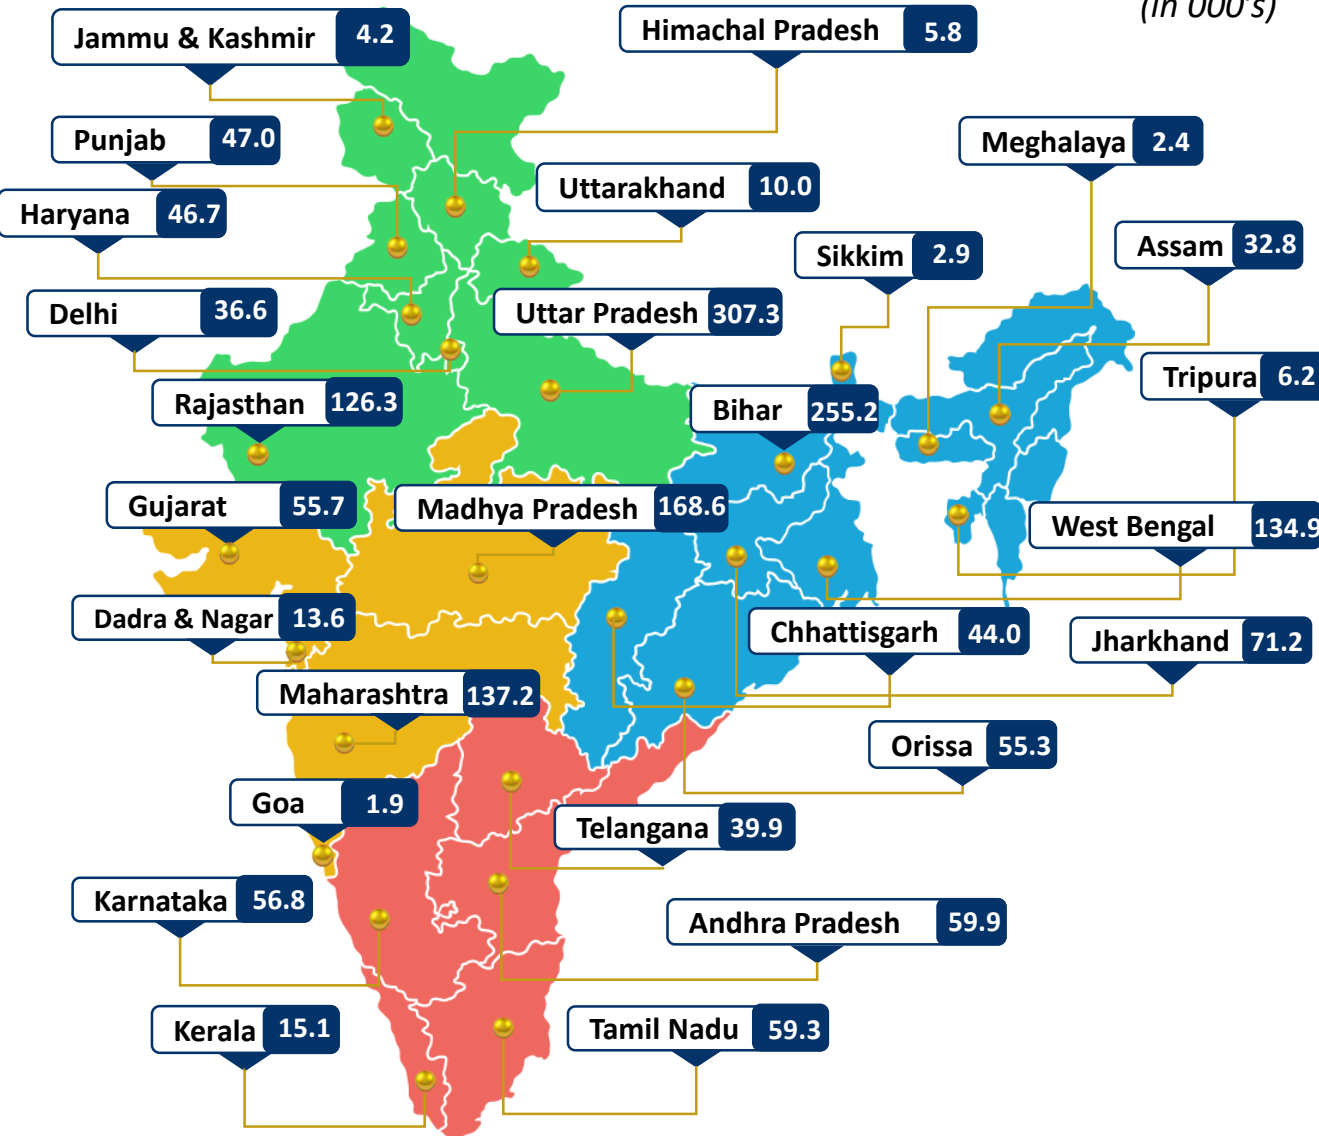 (In 000's)
Jammu & Kashmir 4.2
Himachal Pradesh 5.8
Punjab 47.0
Meghalaya 2.4
Uttarakhand 10.0
Haryana 46.7
Assam 32.8
Sikkim 2.9
Delhi 36.6
Uttar Pradesh 307.3
Tripura 6.2
Rajasthan 126.3
Bihar 255.2
Gujarat 55.7
Madhya Pradesh 168.6
West Bengal 134.9
Dadra & Nagar 13.6
Chhattisgarh 44.0
Jharkhand 71.2
Maharashtra 137.2
Orissa 55.3
Goa 1.9
Telangana 39.9
Karnataka 56.8
Andhra Pradesh 59.9
Kerala 15.1
Tamil Nadu 59.3